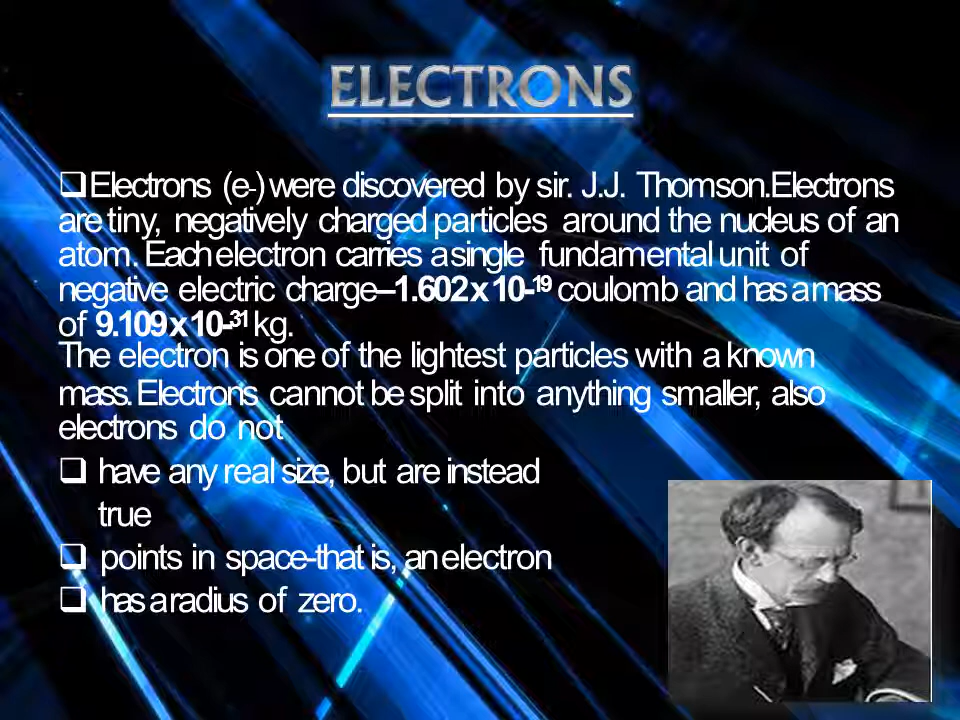 ELECTRONS
❑Electrons (e-) were discovered by sir. J.J. Thomson.Electrons
are tiny, negatively charged particles around the nucleus of an
atom. Each electron carries a single fundamental unit of
negative electric charge–-1.602 x 10-¹⁹ coulomb and has a mass
of 9.109 x 10-³¹ kg.
The electron is one of the lightest particles with a known
mass. Electrons cannot be split into anything smaller, also
electrons do not
❑ have any real size, but are instead
true
❑ points in space-that is, an electron
❑ has a radius of zero.